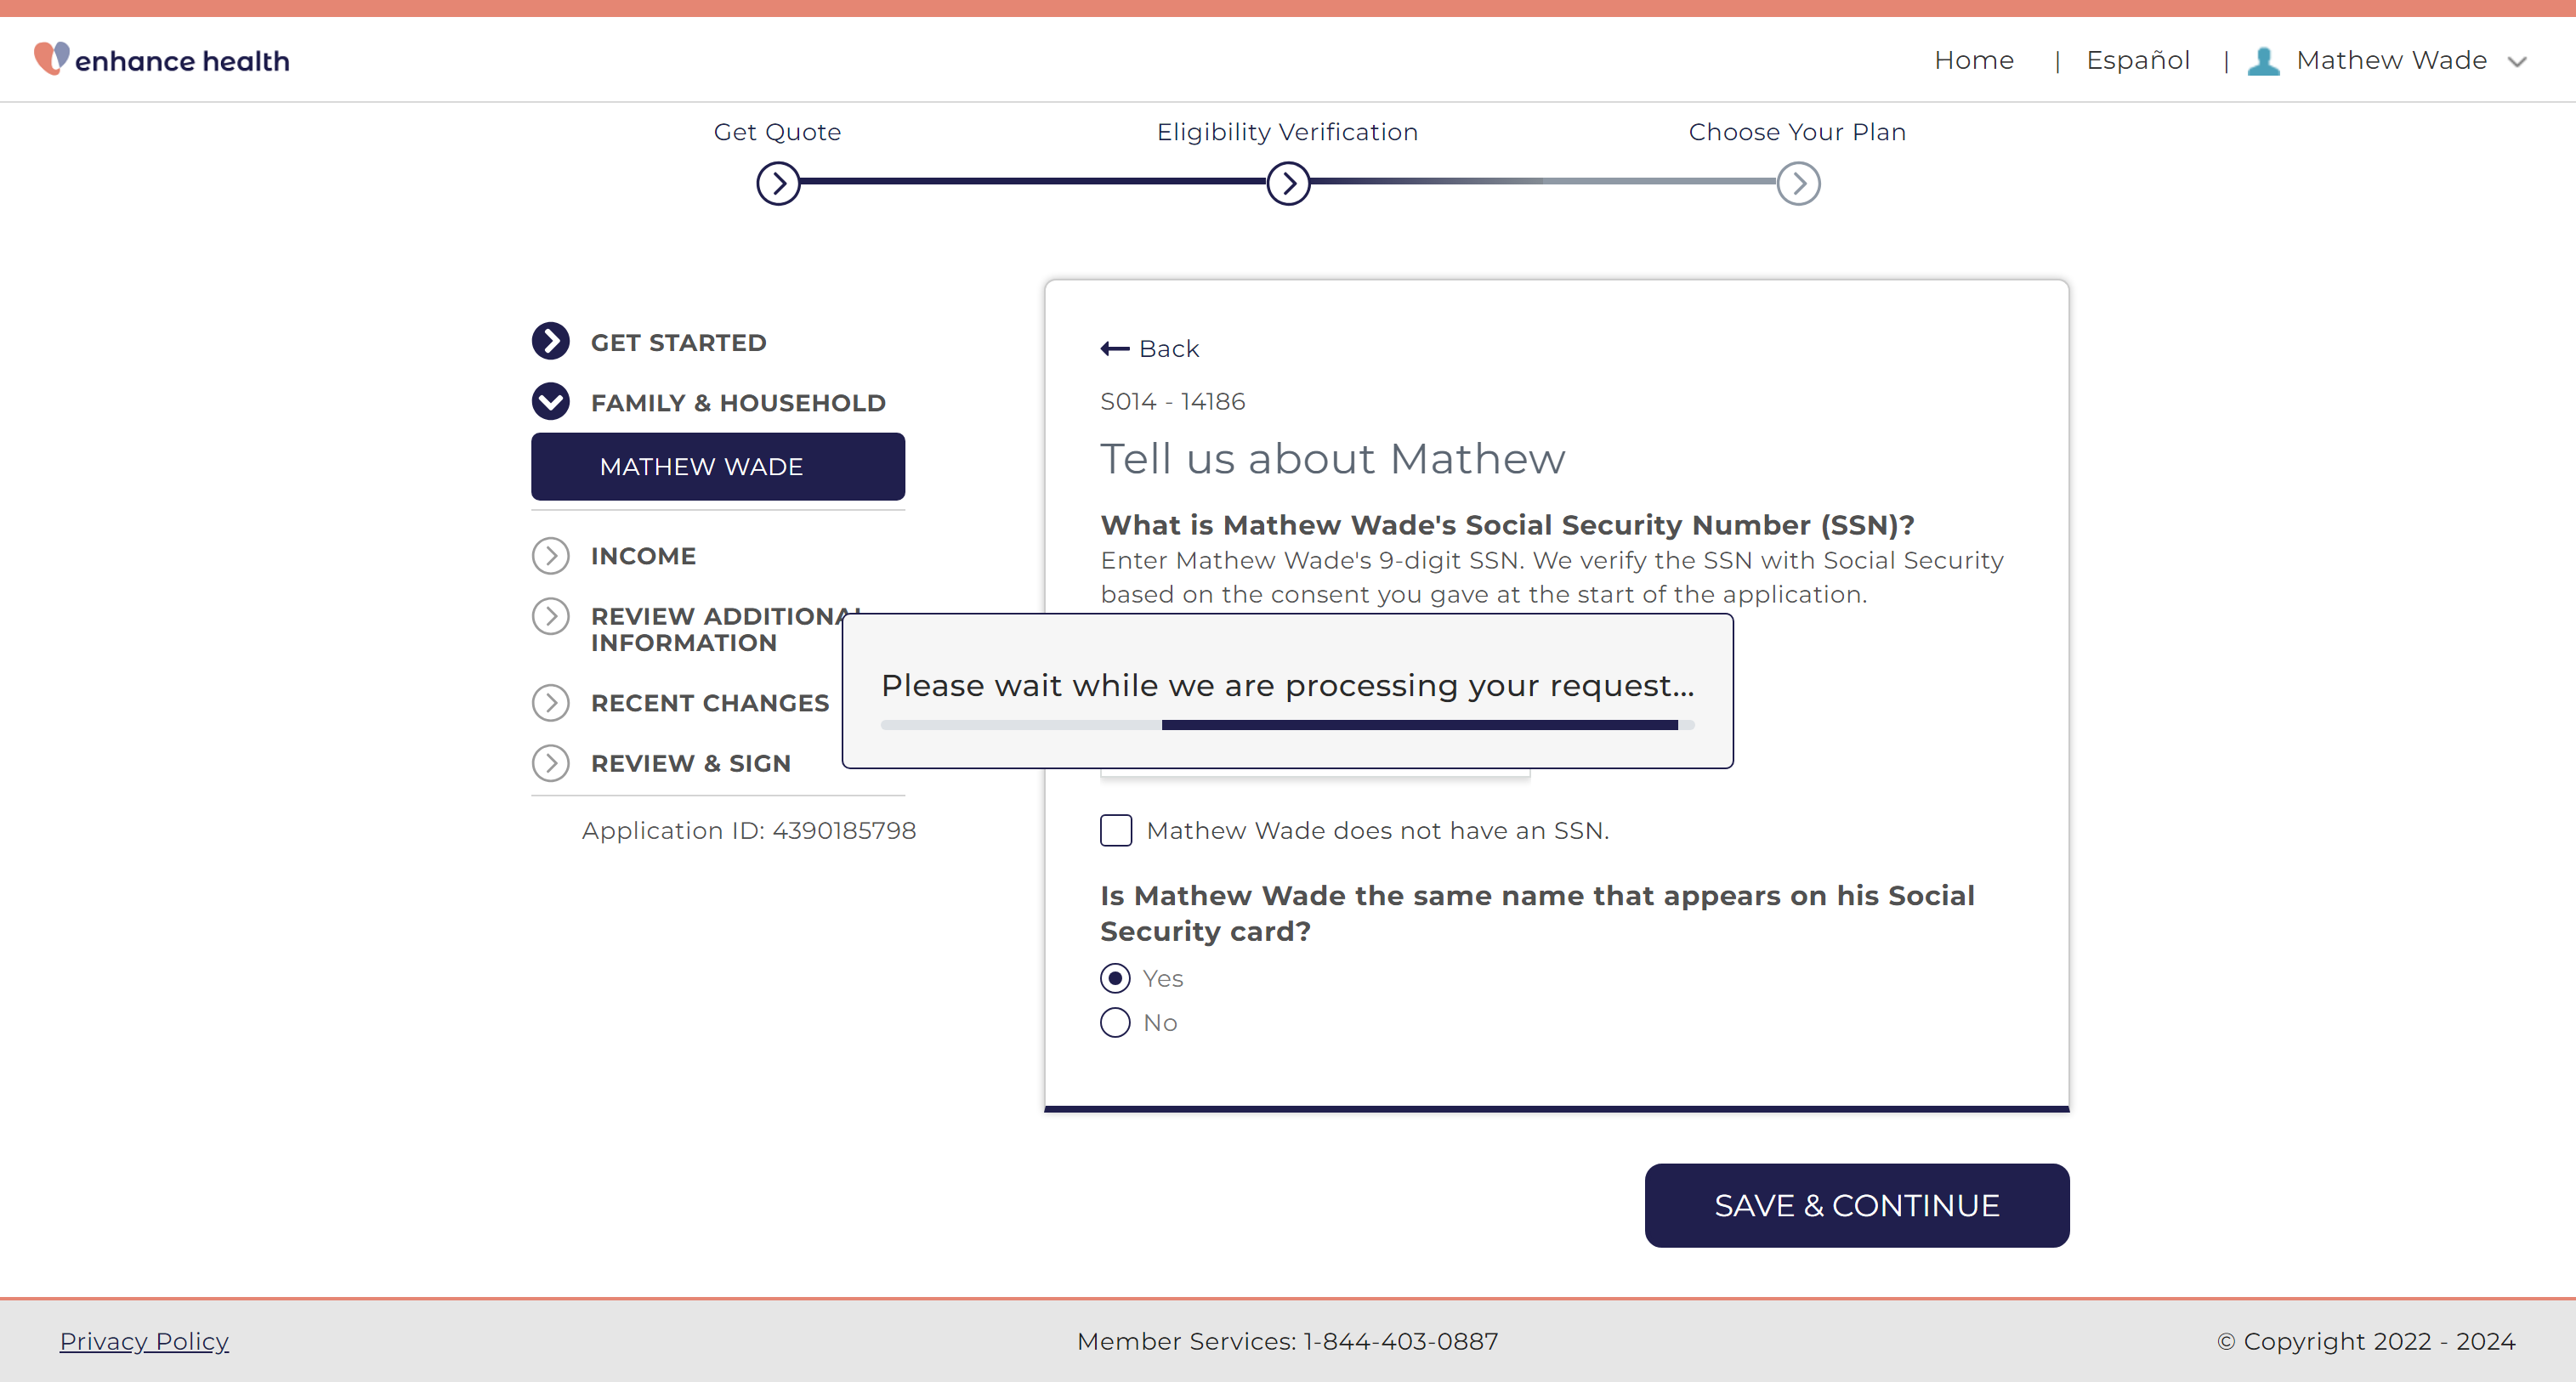 enhance health
Home | Español | Mathew Wade
Get Quote
Eligibility Verification
Choose Your Plan
GET STARTED
FAMILY & HOUSEHOLD
MATHEW WADE
INCOME
REVIEW ADDITIONAL
INFORMATION
RECENT CHANGES
REVIEW & SIGN
Application ID: 4390185798
Back
S014 - 14186
Tell us about Mathew
What is Mathew Wade's Social Security Number (SSN)?
Enter Mathew Wade's 9-digit SSN. We verify the SSN with Social Security
based on the consent you gave at the start of the application.
Please wait while we are processing your request...
Mathew Wade does not have an SSN.
Is Mathew Wade the same name that appears on his Social
Security card?
Yes
No
SAVE & CONTINUE
Privacy Policy
Member Services: 1-844-403-0887
© Copyright 2022 - 2024